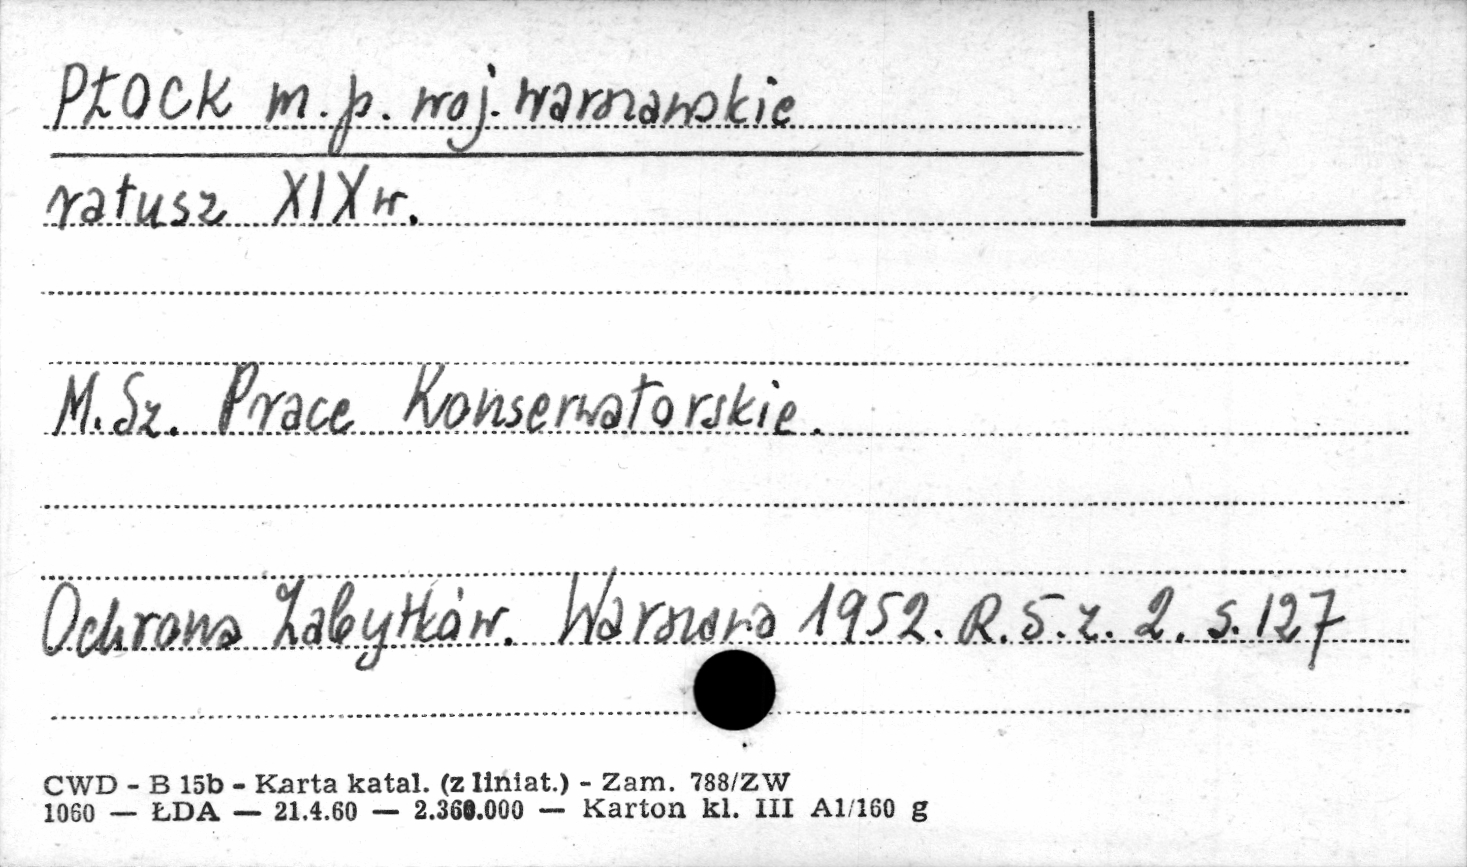 PŁOCK m.p. woj. warszawskie
ratusz XIX w.
M.Sz. Prace Konserwatorskie.
Ochrona Zabytków. Warszawa 1952. R.5. z. 2. s. 127
CWD - B 15b - Karta katal. (z liniat.) - Zam. 788/ZW
1060 — ŁDA — 21.4.60 — 2.360.000 — Karton kl. III A1/160 g